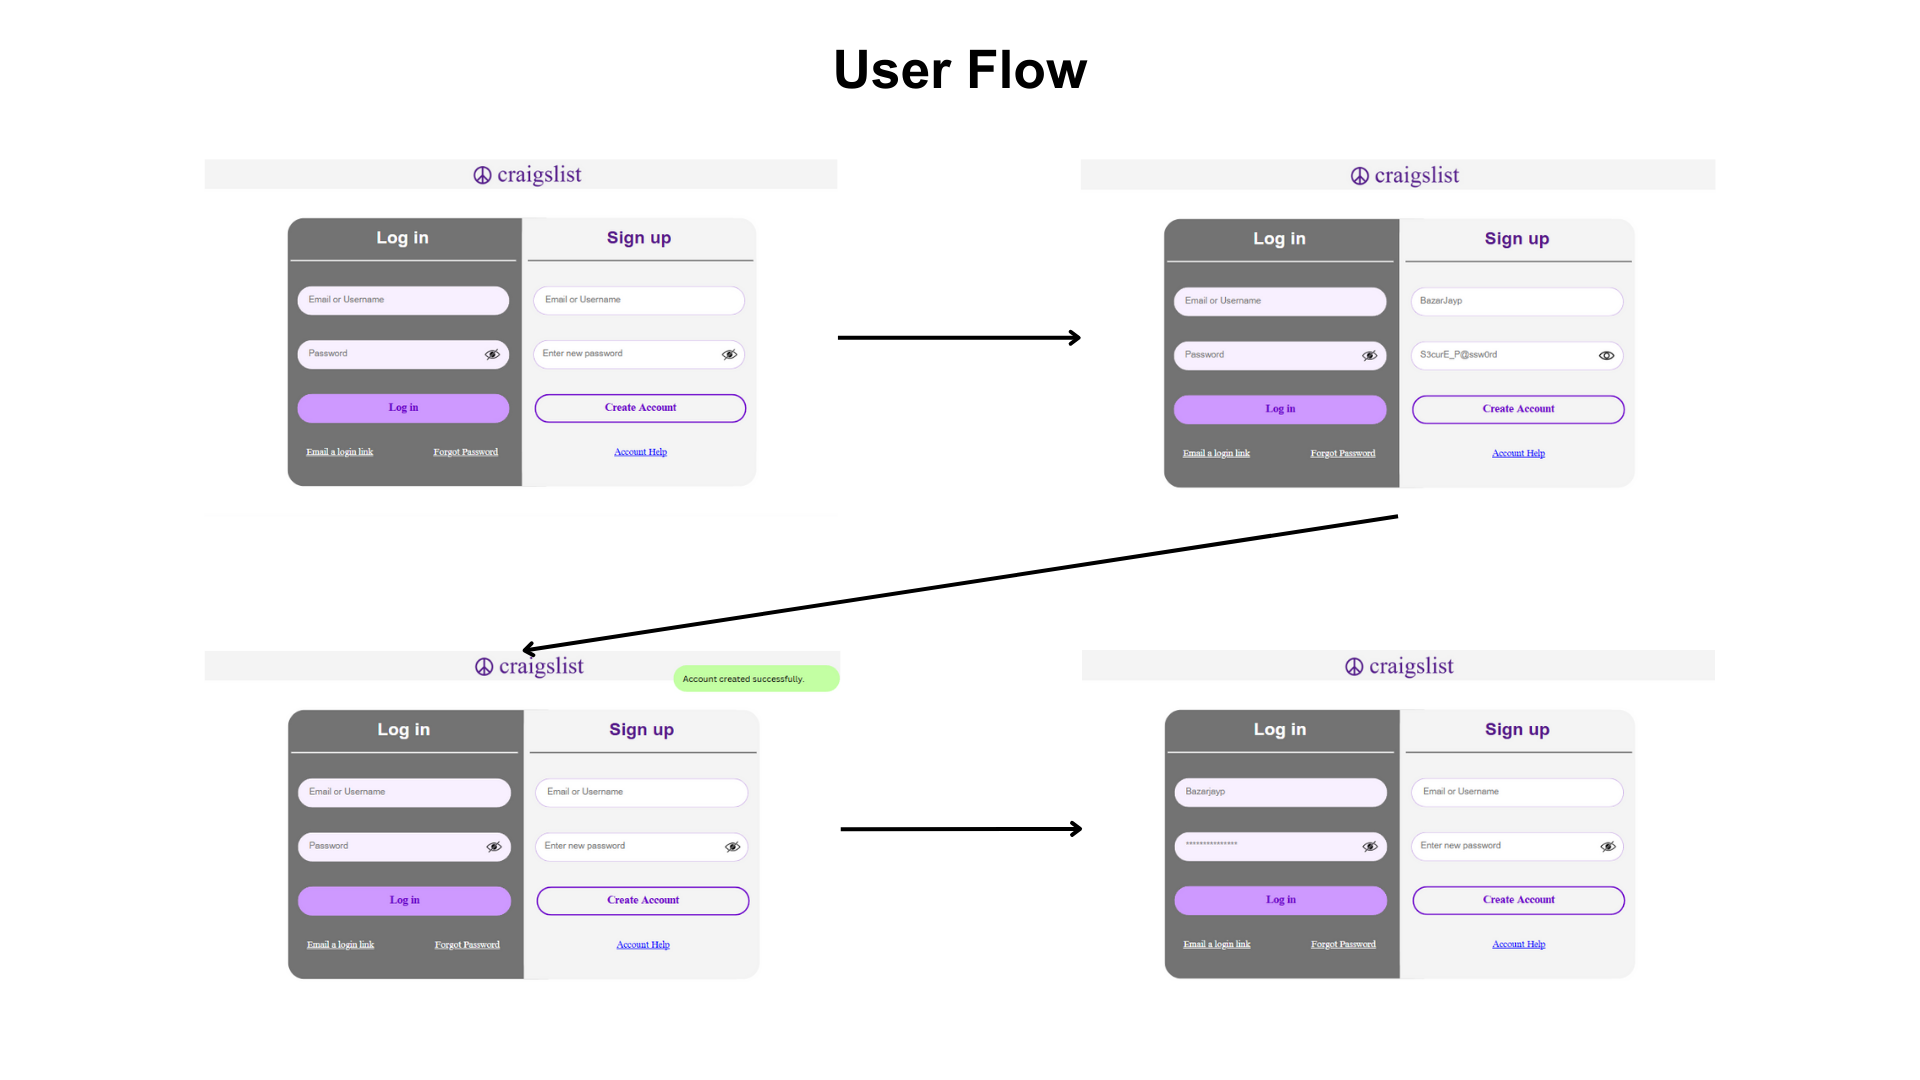 User Flow
craigslist
Log in
Sign up
Email or Username
Email or Username
Password
Enter new password
Log in
Create Account
Email a login link
Forgot Password
Account Help
craigslist
Log in
Sign up
Email or Username
BazarJayp
Password
S3curE_P@ssw0rd
Log in
Create Account
Email a login link
Forgot Password
Account Help
craigslist
Account created successfully.
Log in
Sign up
Email or Username
Email or Username
Password
Enter new password
Log in
Create Account
Email a login link
Forgot Password
Account Help
craigslist
Log in
Sign up
Bazarjayp
Email or Username
***************
Enter new password
Log in
Create Account
Email a login link
Forgot Password
Account Help